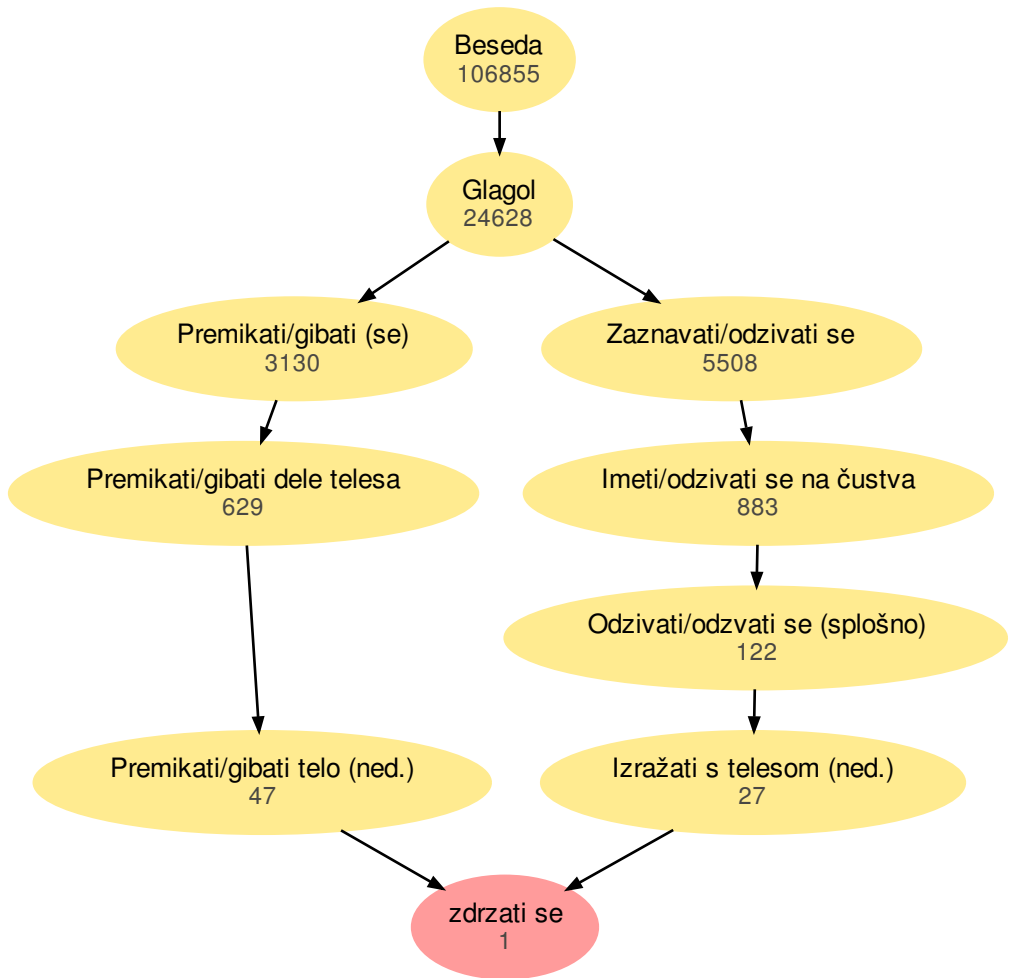 Beseda
106855
Glagol
24628
Premikati/gibati (se)
3130
Zaznavati/odzivati se
5508
Premikati/gibati dele telesa
629
Imeti/odzivati se na čustva
883
Odzivati/odzvati se (splošno)
122
Premikati/gibati telo (ned.)
47
Izražati s telesom (ned.)
27
zdrzati se
1